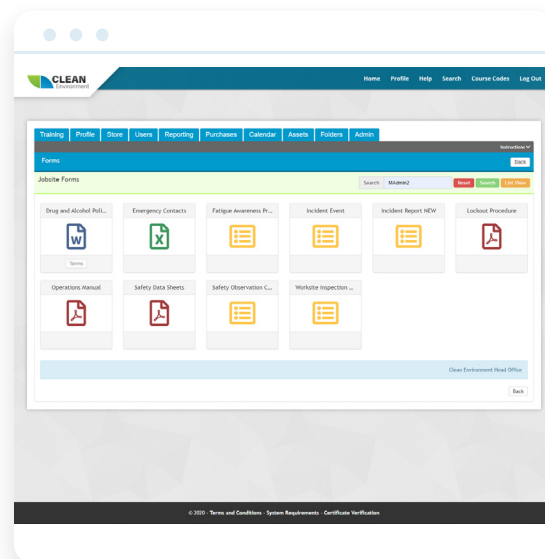 CLEAN
Environment
Home Profile Help Search Course Codes Log Out
Training Profile Store Users Reporting Purchases Calendar Assets Folders Admin
Instructions
Forms Back
Jobsite Forms Search MAdmin2 Reset Search List View
Drug and Alcohol Poli... Emergency Contacts Fatigue Awareness Pr... Incident Event Incident Report NEW Lockout Procedure
W X
Terms
Operations Manual Safety Data Sheets Safety Observation C... Worksite Inspection ...
Clean Environment Head Office
Back
© 2020 - Terms and Conditions - System Requirements - Certificate Verification